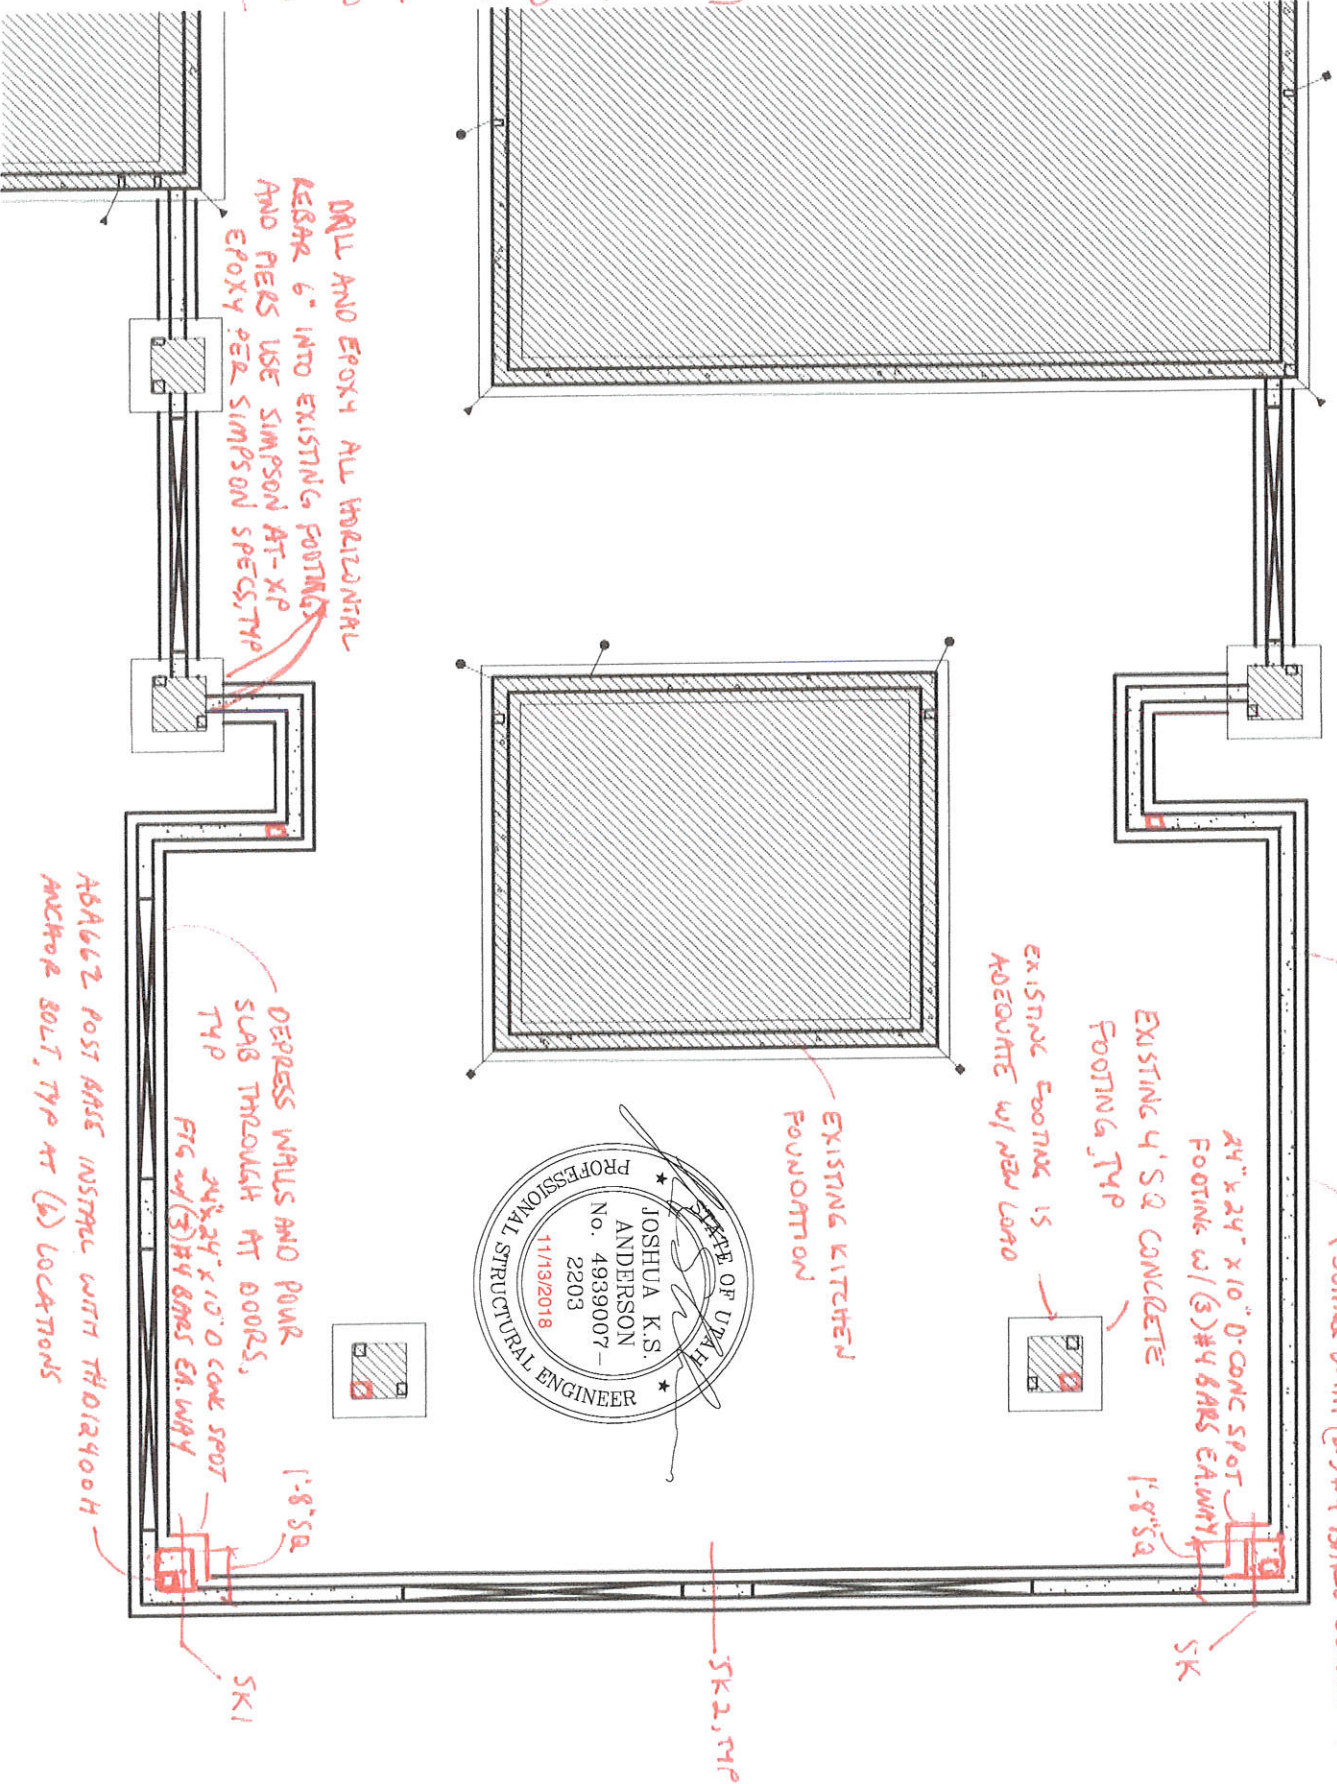 DRILL AND EPOXY ALL HORIZONTAL
REBAR 6" INTO EXISTING FOOTINGS
AND PIERS USE SIMPSON AT-XP
EPOXY PER SIMPSON SPECS, TYP
24" x 24" x 10" D. CONC SPOT
FOOTING W/ (3) #4 BARS EA. WAY
EXISTING 4' SQ CONCRETE
FOOTING, TYP
EXISTING FOOTING IS
ADEQUATE W/ NEW LOAD
1'-8" SQ
SK
EXISTING KITCHEN
FOUNDATION
STATE OF UTAH
PROFESSIONAL STRUCTURAL ENGINEER
JOSHUA K.S.
ANDERSON
No. 4939007-
2203
11/13/2018
SK2, TYP
DEPRESS WALLS AND POUR
SLAB THROUGH AT DOORS,
TYP
24" x 24" x 10" D CONC SPOT
FTG w/ (3) #4 BARS EA. WAY
1'-8" SQ
SK1
ABA66Z POST BASE INSTALL WITH THD12400H
ANCHOR BOLT, TYP AT (6) LOCATIONS